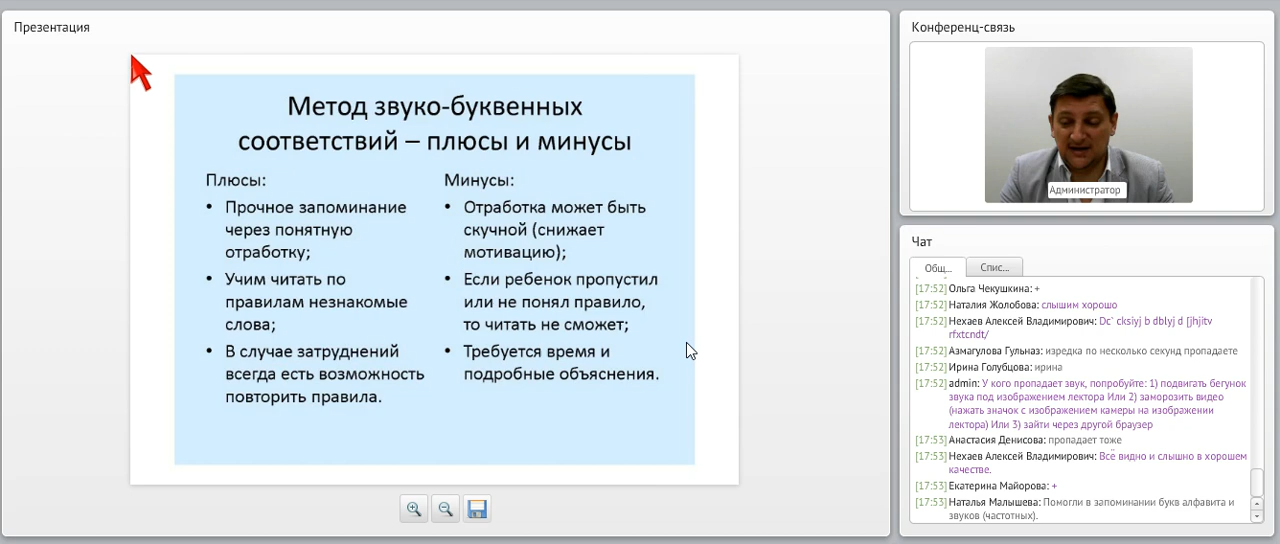 Презентация
Метод звуко-буквенных
соответствий – плюсы и минусы
Плюсы:
• Прочное запоминание
через понятную
отработку;
• Учим читать по
правилам незнакомые
слова;
• В случае затруднений
всегда есть возможность
повторить правила.
Минусы:
• Отработка может быть
скучной (снижает
мотивацию);
• Если ребенок пропустил
или не понял правило,
то читать не сможет;
• Требуется время и
подробные объяснения.
Конференц-связь
Администратор
Чат
Общ...
Спис...
[17:52] Ольга Чекушкина: +
[17:52] Наталия Жолобова: слышим хорошо
[17:52] Нехаев Алексей Владимирович: Dc` cksiyj b dblyj d [jhjitv
rfxtcndt/
[17:52] Азмагулова Гульназ: изредка по несколько секунд пропадаете
[17:52] Ирина Голубцова: ирина
[17:52] admin: У кого пропадает звук, попробуйте: 1) подвигать бегунок
звука под изображением лектора Или 2) заморозить видео
(нажать значок с изображением камеры на изображении
лектора) Или 3) зайти через другой браузер
[17:53] Анастасия Денисова: пропадает тоже
[17:53] Нехаев Алексей Владимирович: Всё видно и слышно в хорошем
качестве.
[17:53] Екатерина Майорова: +
[17:53] Наталья Малышева: Помогли в запоминании букв алфавита и
звуков (частотных).